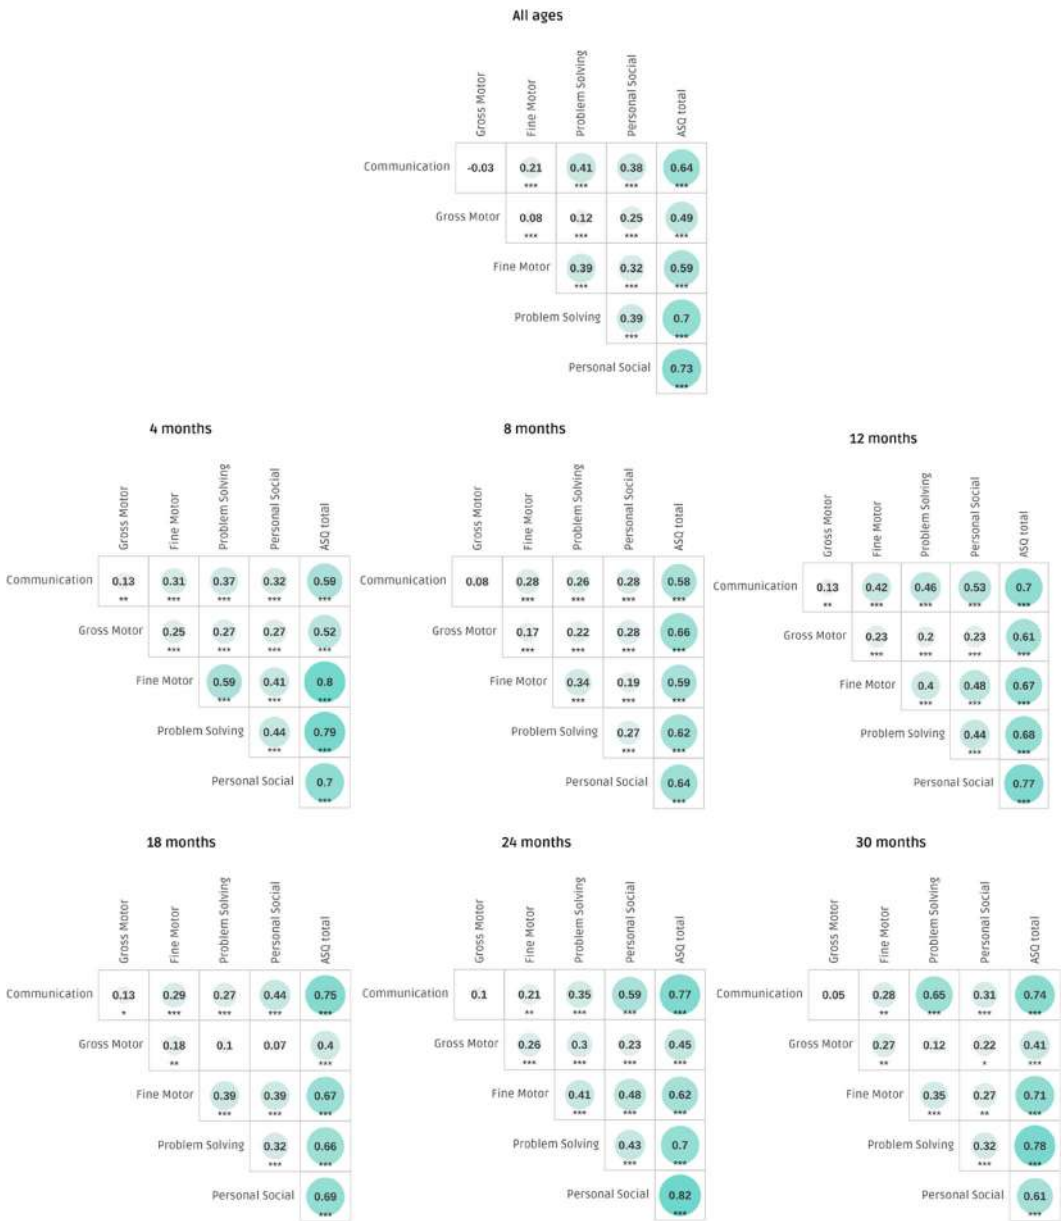 All ages
Gross Motor Fine Motor Problem Solving Personal Social ASQ total
Communication -0.03 0.21 0.41 0.38 0.64
*** *** *** ***
Gross Motor 0.08 0.12 0.25 0.49
*** *** *** ***
Fine Motor 0.39 0.32 0.59
*** *** ***
Problem Solving 0.39 0.7
*** ***
Personal Social 0.73
***
4 months
Gross Motor Fine Motor Problem Solving Personal Social ASQ total
Communication 0.13 0.31 0.37 0.32 0.59
** *** *** *** ***
Gross Motor 0.25 0.27 0.27 0.52
*** *** *** ***
Fine Motor 0.59 0.41 0.8
*** *** ***
Problem Solving 0.44 0.79
*** ***
Personal Social 0.7
***
8 months
Gross Motor Fine Motor Problem Solving Personal Social ASQ total
Communication 0.08 0.28 0.26 0.28 0.58
*** *** *** ***
Gross Motor 0.17 0.22 0.28 0.66
*** *** *** ***
Fine Motor 0.34 0.19 0.59
*** *** ***
Problem Solving 0.27 0.62
*** ***
Personal Social 0.64
***
12 months
Gross Motor Fine Motor Problem Solving Personal Social ASQ total
Communication 0.13 0.42 0.46 0.53 0.7
** *** *** *** ***
Gross Motor 0.23 0.2 0.23 0.61
*** *** *** ***
Fine Motor 0.4 0.48 0.67
*** *** ***
Problem Solving 0.44 0.68
*** ***
Personal Social 0.77
***
18 months
Gross Motor Fine Motor Problem Solving Personal Social ASQ total
Communication 0.13 0.29 0.27 0.44 0.75
* *** *** *** ***
Gross Motor 0.18 0.1 0.07 0.4
** ***
Fine Motor 0.39 0.39 0.67
*** *** ***
Problem Solving 0.32 0.66
*** ***
Personal Social 0.69
***
24 months
Gross Motor Fine Motor Problem Solving Personal Social ASQ total
Communication 0.1 0.21 0.35 0.59 0.77
** *** *** ***
Gross Motor 0.26 0.3 0.23 0.45
*** *** *** ***
Fine Motor 0.41 0.48 0.62
*** *** ***
Problem Solving 0.43 0.7
*** ***
Personal Social 0.82
***
30 months
Gross Motor Fine Motor Problem Solving Personal Social ASQ total
Communication 0.05 0.28 0.65 0.31 0.74
** *** *** ***
Gross Motor 0.27 0.12 0.22 0.41
** * ***
Fine Motor 0.35 0.27 0.71
*** ** ***
Problem Solving 0.32 0.78
*** ***
Personal Social 0.61
***